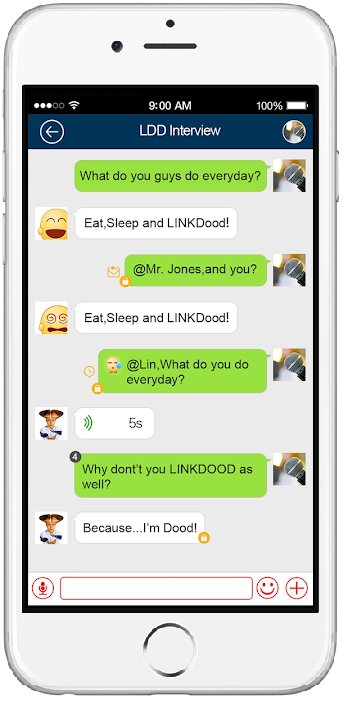 9:00 AM
100%
LDD Interview
What do you guys do everyday?
Eat,Sleep and LINKDood!
@Mr. Jones,and you?
Eat,Sleep and LINKDood!
@Lin,What do you do
everyday?
5s
4
Why dont't you LINKDOOD as
well?
Because...I'm Dood!